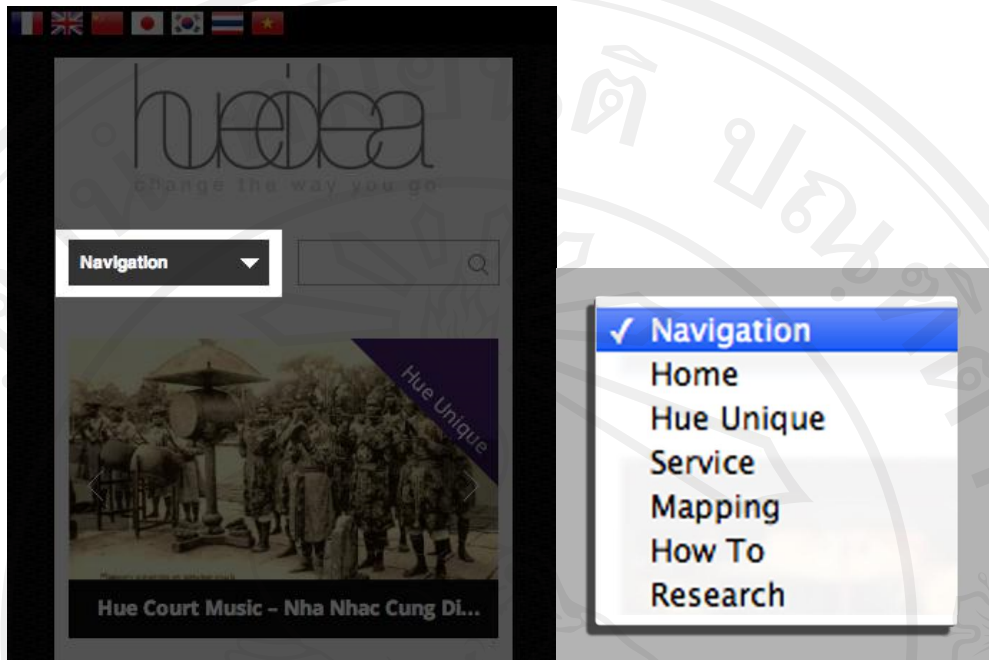 hueidea
change the way you go
Navigation
Hue Unique
Hue Court Music – Nha Nhac Cung Di...
✓ Navigation
Home
Hue Unique
Service
Mapping
How To
Research